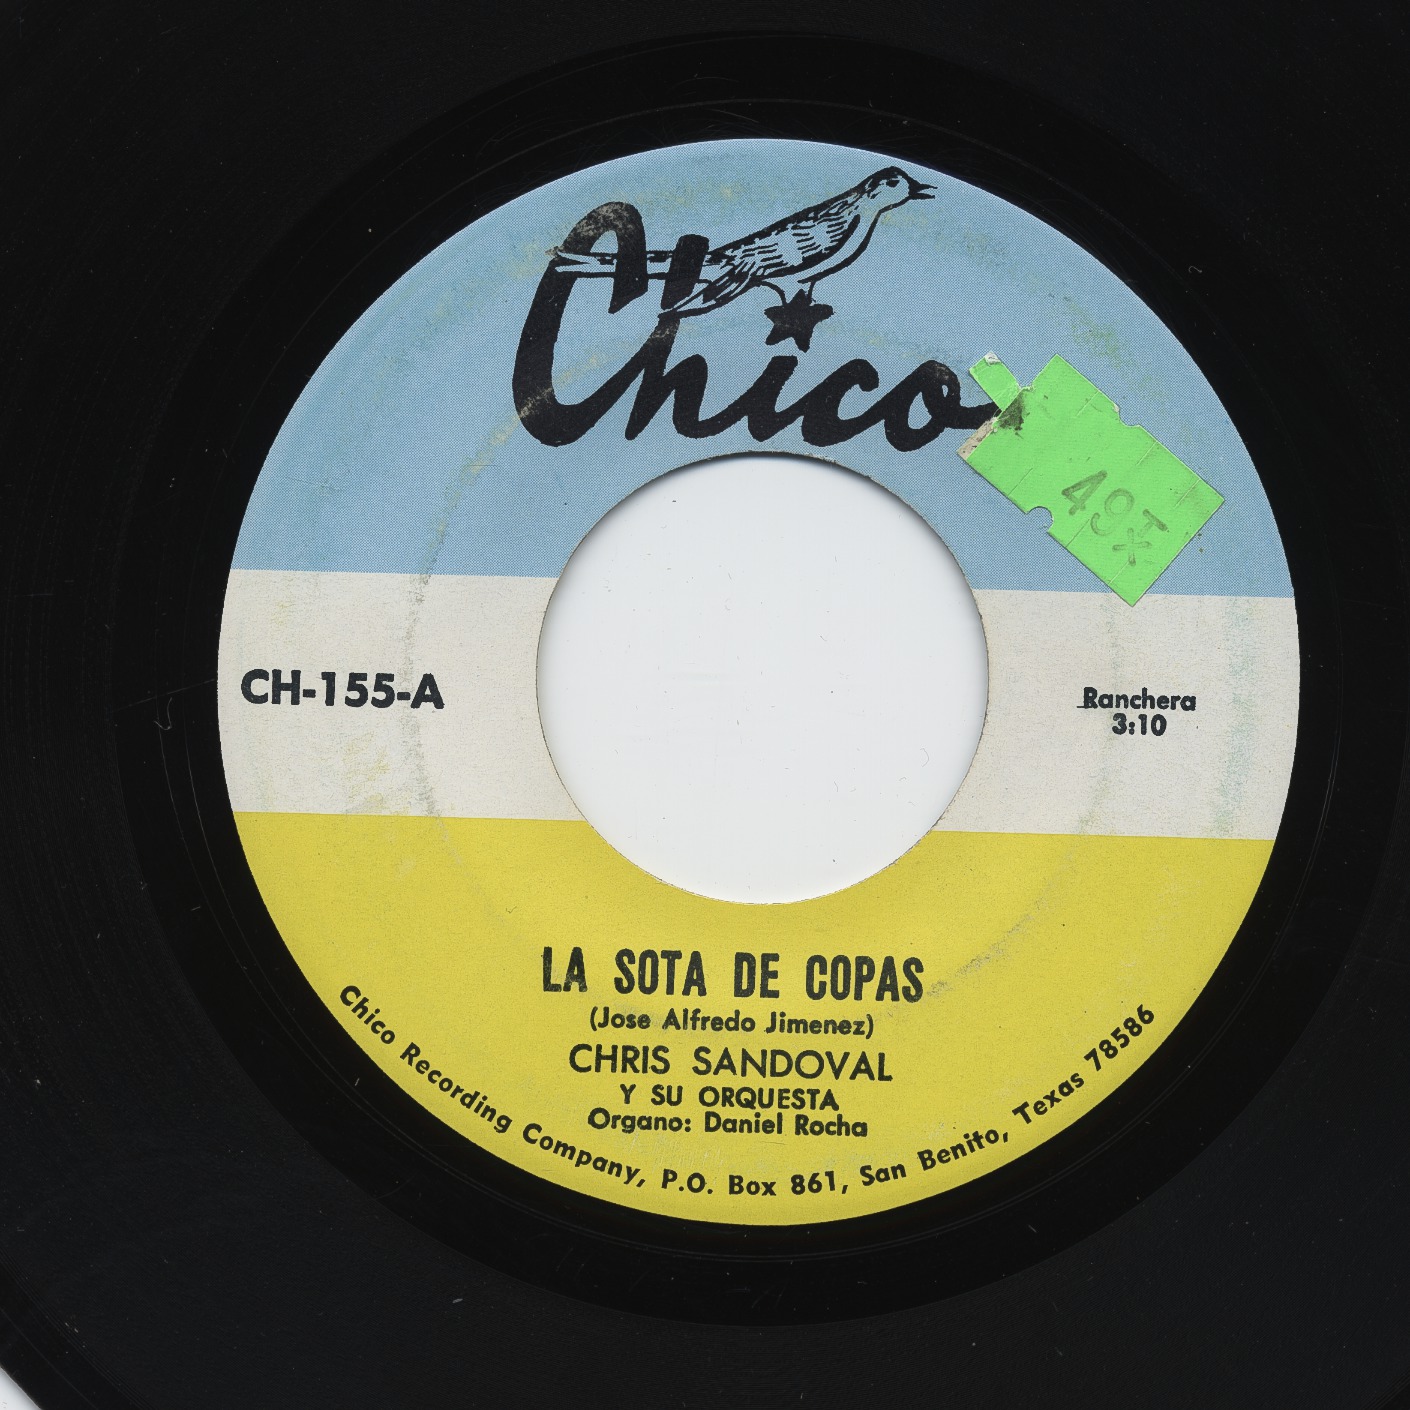 Chico
49¢
CH-155-A
Ranchera
3:10
LA SOTA DE COPAS
(Jose Alfredo Jimenez)
CHRIS SANDOVAL
Y SU ORQUESTA
Organo: Daniel Rocha
Chico Recording Company, P.O. Box 861, San Benito, Texas 78586